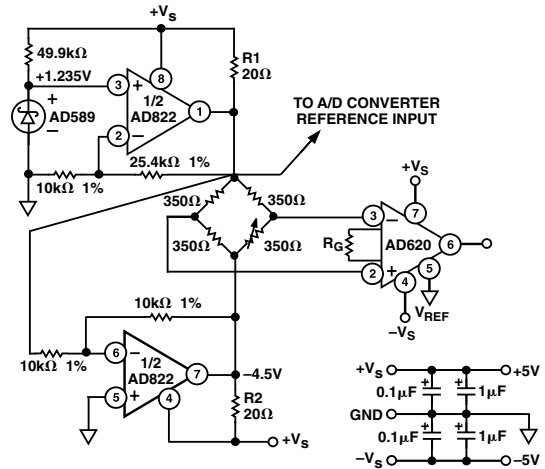 +VS
49.9kΩ
R1
20Ω
+1.235V
3
+
8
1/2
AD822
1
+
AD589
−
2
−
TO A/D CONVERTER
REFERENCE INPUT
10kΩ 1%
25.4kΩ 1%
+VS
350Ω
350Ω
350Ω
350Ω
3
−
7
RG
AD620
6
2
+
4
5
VREF
−VS
10kΩ 1%
10kΩ 1%
6
−
1/2
AD822
7
−4.5V
5
+
4
R2
20Ω
+VS
+VS
+5V
0.1µF
+
+
1µF
GND
0.1µF
+
+
1µF
−VS
−5V